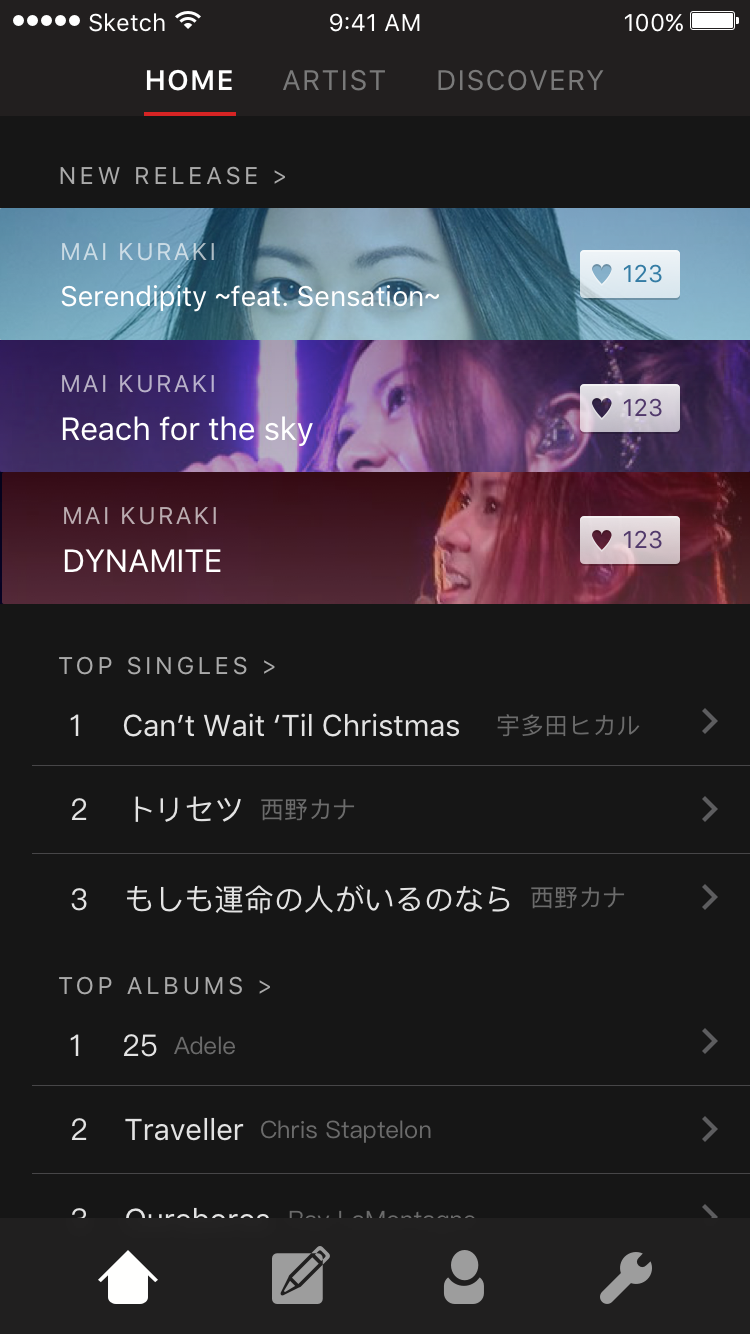 Sketch 9:41 AM 100%
HOME ARTIST DISCOVERY
NEW RELEASE >
MAI KURAKI
Serendipity ~feat. Sensation~
123
MAI KURAKI
Reach for the sky
123
MAI KURAKI
DYNAMITE
123
TOP SINGLES >
1 Can’t Wait ‘Til Christmas 宇多田ヒカル
2 トリセツ 西野カナ
3 もしも運命の人がいるのなら 西野カナ
TOP ALBUMS >
1 25 Adele
2 Traveller Chris Staptelon
3 Ouroboros Ray LaMontagne